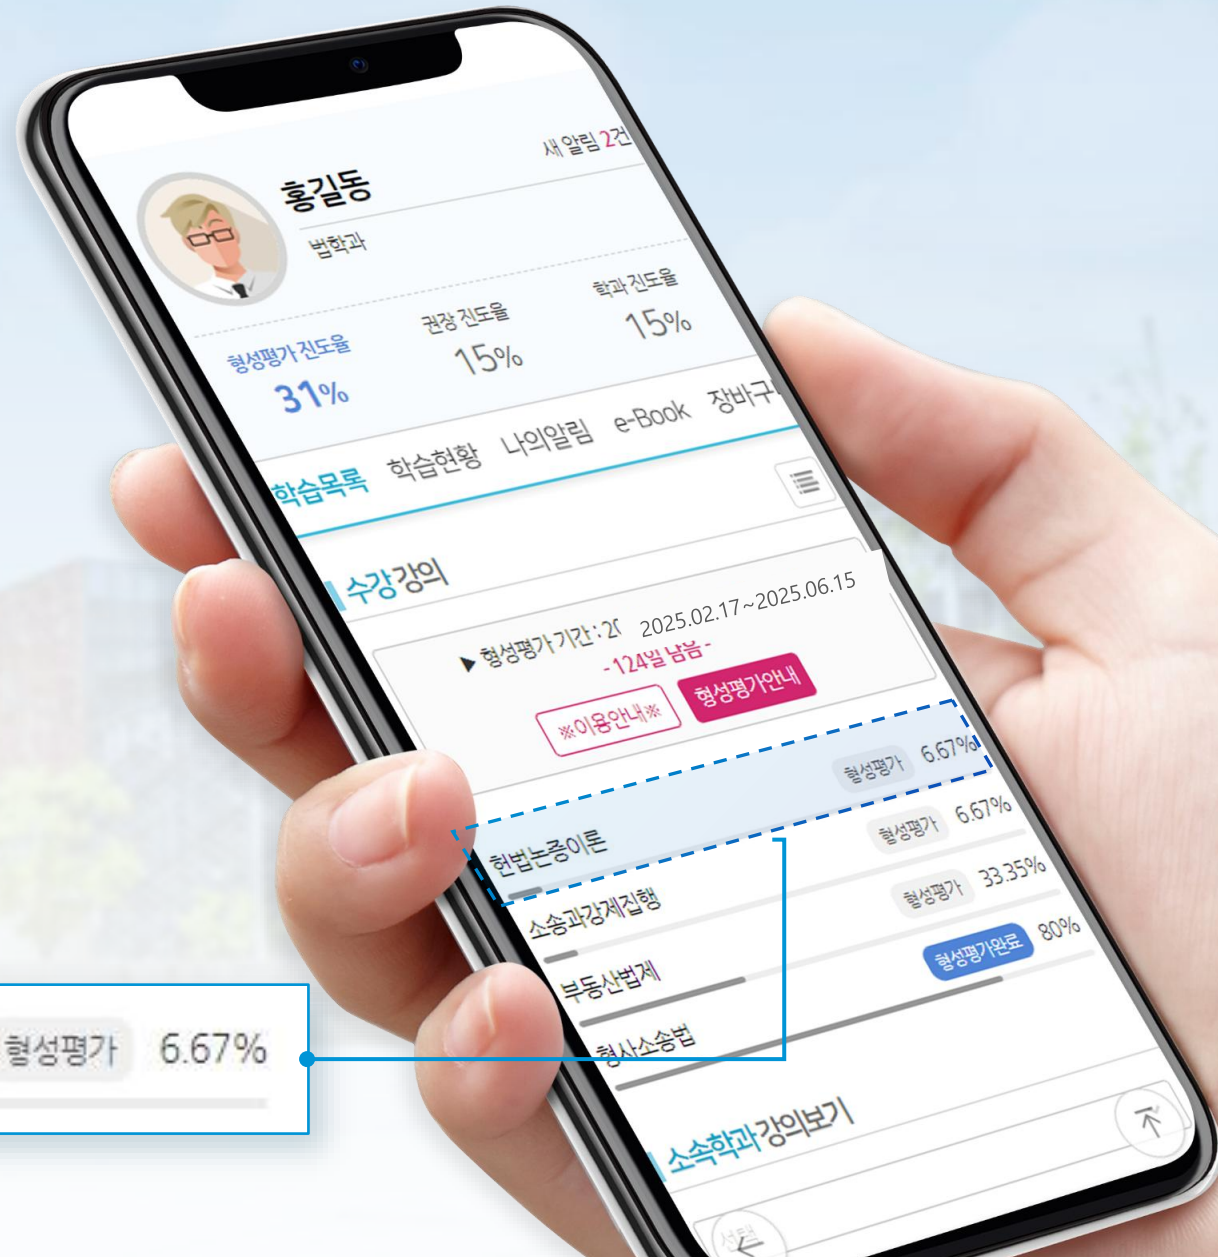 새 알림 2건
홍길동
법학과
형성평가 진도율
31%
권장 진도율
15%
학과 진도율
15%
학습목록 학습현황 나의알림 e-Book 장바구
수강강의
▶ 형성평가 기간 : 20 2025.02.17~2025.06.15
- 124일 남음 -
※이용안내※ 형성평가안내
헌법논증이론 형성평가 6.67%
소송과강제집행 형성평가 6.67%
부동산법제 형성평가 33.35%
형사소송법 형성평가완료 80%
형성평가 6.67%
소속학과 강의보기
선택